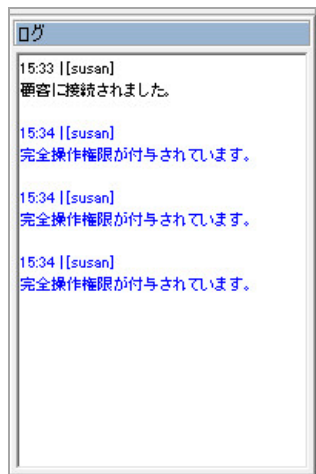 ログ
15:33 |[susan]
顧客に接続されました。
15:34 |[susan]
完全操作権限が付与されています。
15:34 |[susan]
完全操作権限が付与されています。
15:34 |[susan]
完全操作権限が付与されています。